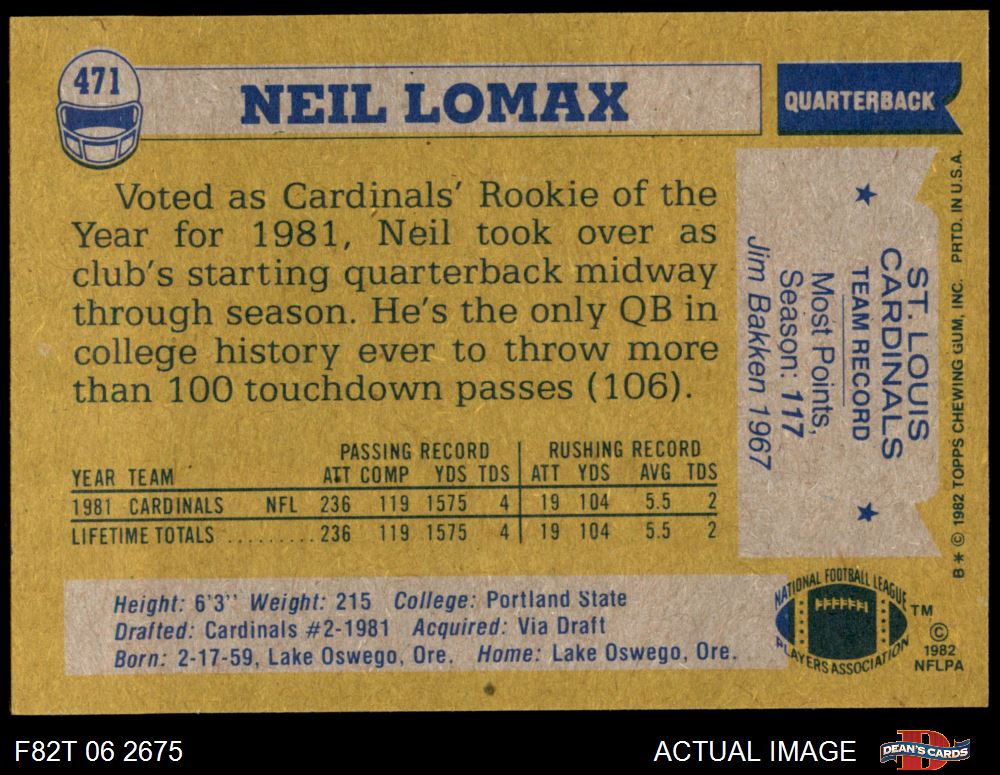 471
NEIL LOMAX
QUARTERBACK
Voted as Cardinals' Rookie of the
Year for 1981, Neil took over as
club's starting quarterback midway
through season. He's the only QB in
college history ever to throw more
than 100 touchdown passes (106).
PASSING RECORD RUSHING RECORD
YEAR TEAM ATT COMP YDS TDS ATT YDS AVG TDS
1981 CARDINALS NFL 236 119 1575 4 19 104 5.5 2
LIFETIME TOTALS .......... 236 119 1575 4 19 104 5.5 2
Height: 6'3" Weight: 215 College: Portland State
Drafted: Cardinals #2-1981 Acquired: Via Draft
Born: 2-17-59, Lake Oswego, Ore. Home: Lake Oswego, Ore.
ST. LOUIS
CARDINALS
TEAM RECORD
Most Points,
Season: 117
Jim Bakken 1967
B * © 1982 TOPPS CHEWING GUM, INC. PRTD. IN U.S.A.
NATIONAL FOOTBALL LEAGUE
PLAYERS ASSOCIATION
TM
©
1982
NFLPA
F82T 06 2675
ACTUAL IMAGE
D
DEAN'S CARDS